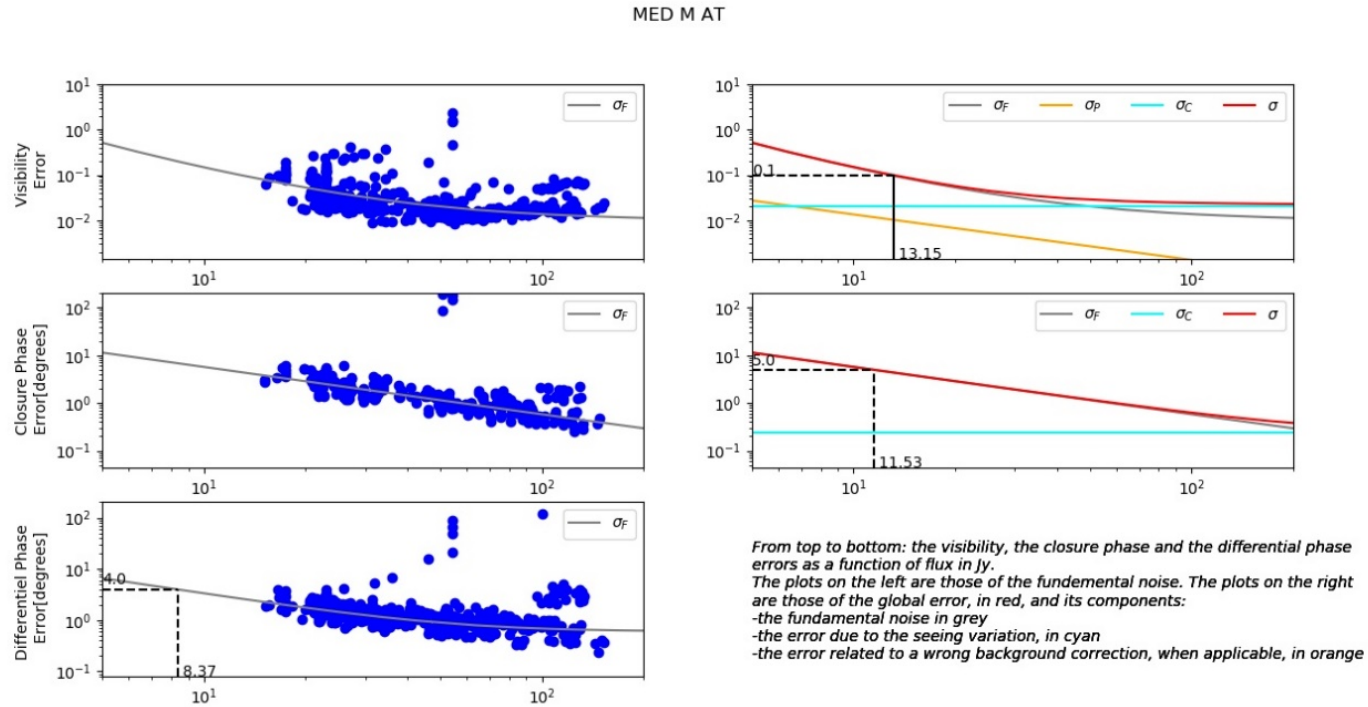 MED M AT
Visibility
Error
10¹
10⁰
10⁻¹
10⁻²
σF
10¹
10²
10¹
10⁰
10⁻¹
10⁻²
σF
σP
σC
σ
0.1
13.15
10¹
10²
Closure Phase
Error[degrees]
10²
10¹
10⁰
10⁻¹
σF
10¹
10²
10²
10¹
10⁰
10⁻¹
σF
σC
σ
5.0
11.53
10¹
10²
Differentiel Phase
Error[degrees]
10²
10¹
10⁰
10⁻¹
σF
4.0
8.37
10¹
10²
From top to bottom: the visibility, the closure phase and the differential phase
errors as a function of flux in Jy.
The plots on the left are those of the fundemental noise. The plots on the right
are those of the global error, in red, and its components:
-the fundamental noise in grey
-the error due to the seeing variation, in cyan
-the error related to a wrong background correction, when applicable, in orange